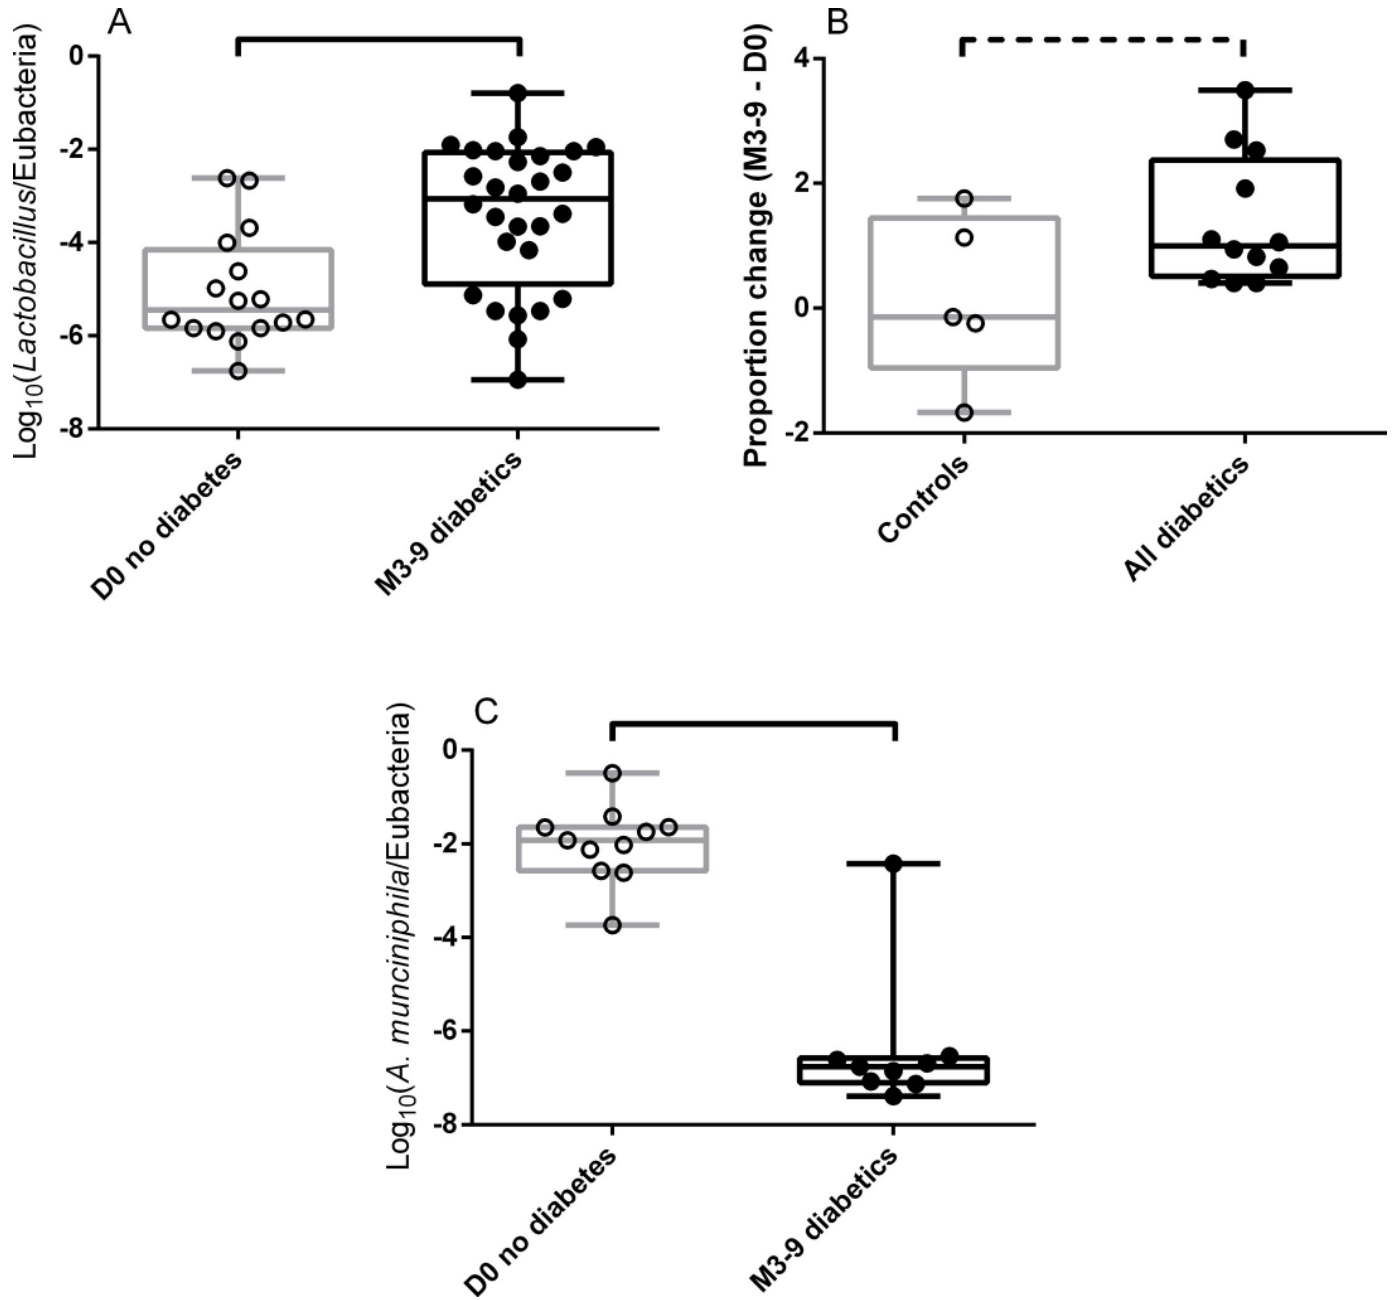 A
Log10(Lactobacillus/Eubacteria)
0
-2
-4
-6
-8
D0 no diabetes
M3-9 diabetics
B
Proportion change (M3-9 - D0)
4
2
0
-2
Controls
All diabetics
C
Log10(A. munciniphila/Eubacteria)
0
-2
-4
-6
-8
D0 no diabetes
M3-9 diabetics